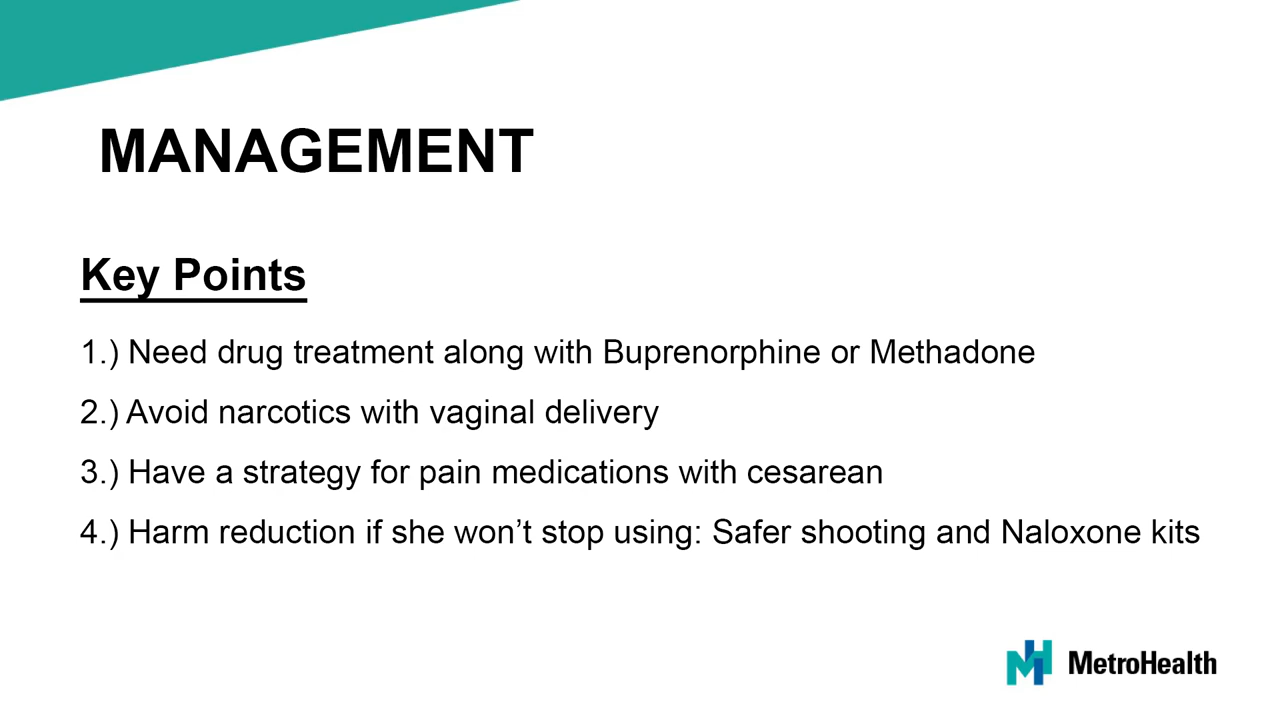 MANAGEMENT
Key Points
1.) Need drug treatment along with Buprenorphine or Methadone
2.) Avoid narcotics with vaginal delivery
3.) Have a strategy for pain medications with cesarean
4.) Harm reduction if she won’t stop using: Safer shooting and Naloxone kits
MetroHealth